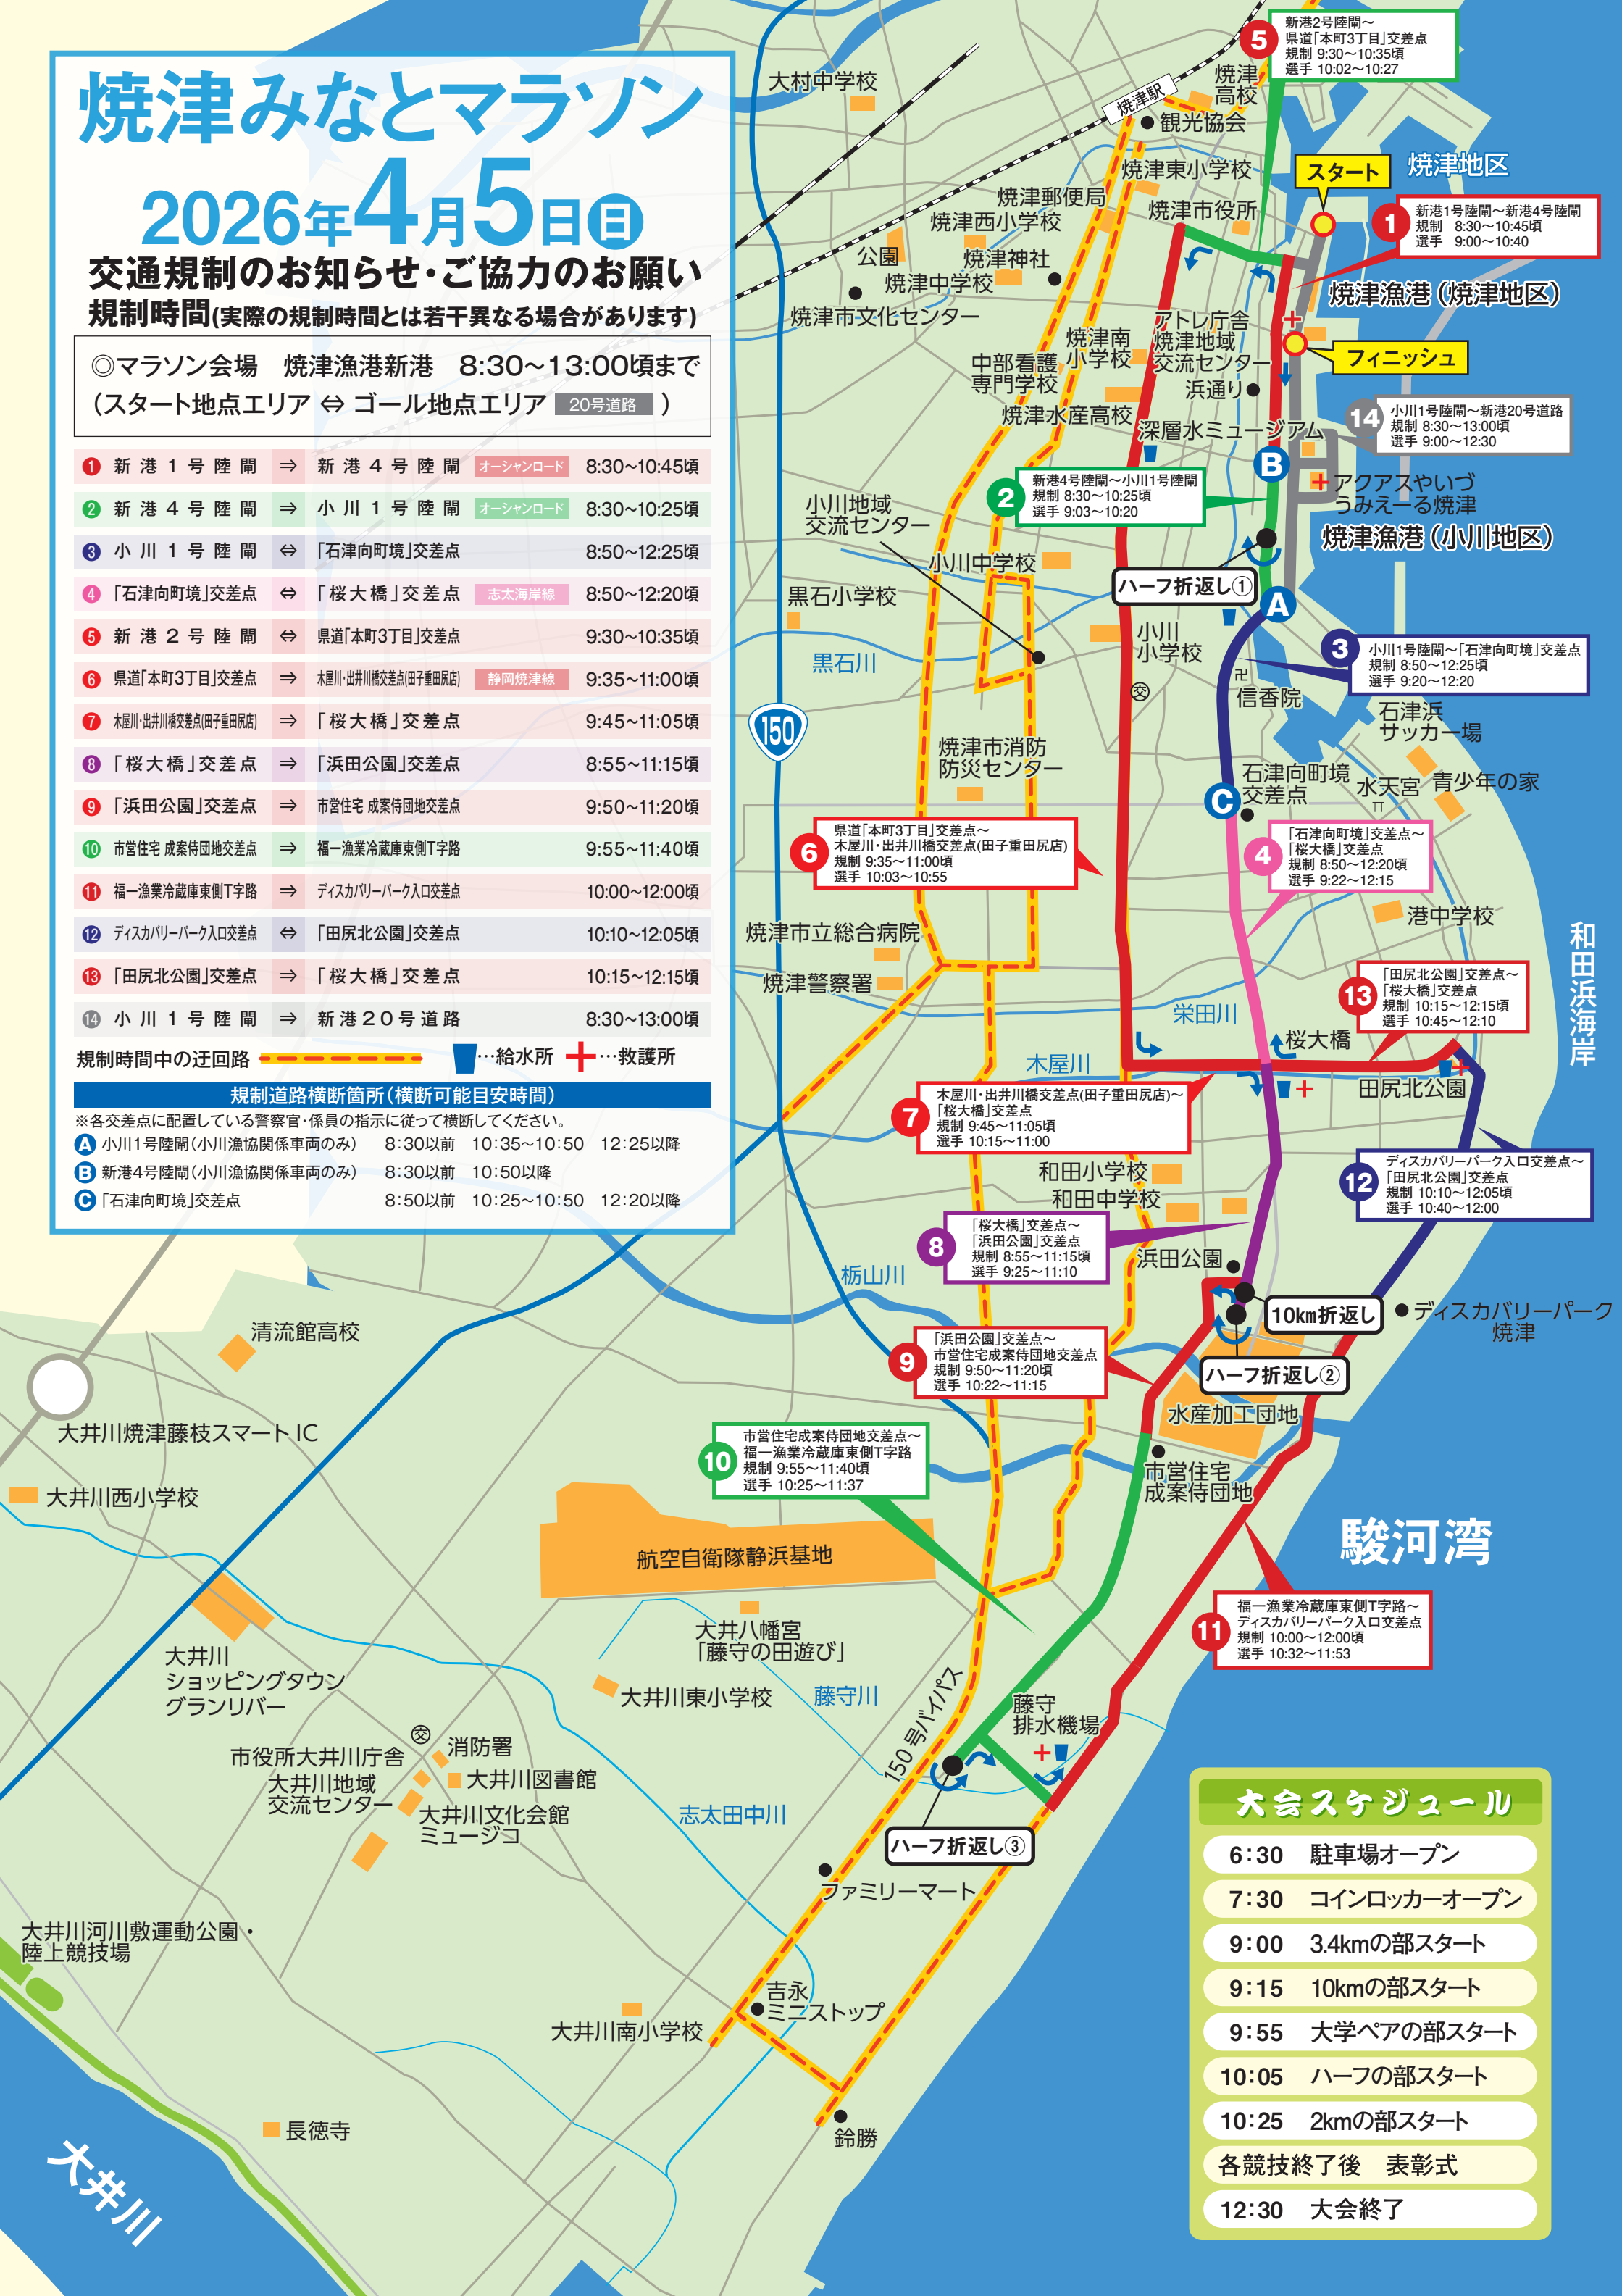 焼津みなとマラソン
2026年4月5日日
交通規制のお知らせ・ご協力のお願い
規制時間(実際の規制時間とは若干異なる場合があります)
◎マラソン会場　焼津漁港新港　8:30〜13:00頃まで
（スタート地点エリア ⇔ ゴール地点エリア 20号道路 ）
1 新港1号陸閘 ⇒ 新港4号陸閘 オーシャンロード 8:30~10:45頃
2 新港4号陸閘 ⇒ 小川1号陸閘 オーシャンロード 8:30~10:25頃
3 小川1号陸閘 ⇔ 「石津向町境」交差点 8:50~12:25頃
4 「石津向町境」交差点 ⇔ 「桜大橋」交差点 志太海岸線 8:50~12:20頃
5 新港2号陸閘 ⇔ 県道「本町3丁目」交差点 9:30~10:35頃
6 県道「本町3丁目」交差点 ⇒ 木屋川・出井川橋交差点(田子重田尻店) 静岡焼津線 9:35~11:00頃
7 木屋川・出井川橋交差点(田子重田尻店) ⇒ 「桜大橋」交差点 9:45~11:05頃
8 「桜大橋」交差点 ⇒ 「浜田公園」交差点 8:55~11:15頃
9 「浜田公園」交差点 ⇒ 市営住宅 成案侍団地交差点 9:50~11:20頃
10 市営住宅 成案侍団地交差点 ⇒ 福一漁業冷蔵庫東側T字路 9:55~11:40頃
11 福一漁業冷蔵庫東側T字路 ⇒ ディスカバリーパーク入口交差点 10:00~12:00頃
12 ディスカバリーパーク入口交差点 ⇔ 「田尻北公園」交差点 10:10~12:05頃
13 「田尻北公園」交差点 ⇒ 「桜大橋」交差点 10:15~12:15頃
14 小川1号陸閘 ⇒ 新港20号道路 8:30~13:00頃
規制時間中の迂回路 …給水所 …救護所
規制道路横断箇所（横断可能目安時間）
※各交差点に配置している警察官・係員の指示に従って横断してください。
A 小川1号陸閘(小川漁協関係車両のみ) 8:30以前 10:35〜10:50 12:25以降
B 新港4号陸閘(小川漁協関係車両のみ) 8:30以前 10:50以降
C 「石津向町境」交差点 8:50以前 10:25〜10:50 12:20以降
大村中学校
焼津駅
焼津
高校
観光協会
5
新港2号陸閘〜
県道「本町3丁目」交差点
規制 9:30〜10:35頃
選手 10:02〜10:27
焼津東小学校
スタート
焼津地区
焼津郵便局
焼津西小学校
焼津市役所
1
新港1号陸閘〜新港4号陸閘
規制 8:30〜10:45頃
選手 9:00〜10:40
公園
焼津神社
焼津中学校
焼津漁港（焼津地区）
焼津市文化センター
アトレ庁舎
焼津地域
交流センター
焼津南
小学校
中部看護
専門学校
フィニッシュ
浜通り
焼津水産高校
14
小川1号陸閘〜新港20号道路
規制 8:30〜13:00頃
選手 9:00〜12:30
深層水ミュージアム
B
2
新港4号陸閘〜小川1号陸閘
規制 8:30〜10:25頃
選手 9:03〜10:20
アクアスやいづ
うみえーる焼津
小川地域
交流センター
焼津漁港（小川地区）
小川中学校
ハーフ折返し①
A
黒石小学校
小川
小学校
黒石川
交
卍
信香院
3
小川1号陸閘〜「石津向町境」交差点
規制 8:50〜12:25頃
選手 9:20〜12:20
150
石津浜
サッカー場
焼津市消防
防災センター
石津向町境
交差点
C
水天宮
青少年の家
6
県道「本町3丁目」交差点〜
木屋川・出井川橋交差点(田子重田尻店)
規制 9:35〜11:00頃
選手 10:03〜10:55
4
「石津向町境」交差点〜
「桜大橋」交差点
規制 8:50〜12:20頃
選手 9:22〜12:15
港中学校
焼津市立総合病院
焼津警察署
和田浜海岸
13
「田尻北公園」交差点〜
「桜大橋」交差点
規制 10:15〜12:15頃
選手 10:45〜12:10
栄田川
桜大橋
木屋川
田尻北公園
7
木屋川・出井川橋交差点(田子重田尻店)〜
「桜大橋」交差点
規制 9:45〜11:05頃
選手 10:15〜11:00
和田小学校
和田中学校
12
ディスカバリーパーク入口交差点〜
「田尻北公園」交差点
規制 10:10〜12:05頃
選手 10:40〜12:00
8
「桜大橋」交差点〜
「浜田公園」交差点
規制 8:55〜11:15頃
選手 9:25〜11:10
浜田公園
栃山川
10km折返し
ディスカバリーパーク
焼津
清流館高校
9
「浜田公園」交差点〜
市営住宅成案侍団地交差点
規制 9:50〜11:20頃
選手 10:22〜11:15
ハーフ折返し②
水産加工団地
大井川焼津藤枝スマートIC
10
市営住宅成案侍団地交差点〜
福一漁業冷蔵庫東側T字路
規制 9:55〜11:40頃
選手 10:25〜11:37
市営住宅
成案侍団地
大井川西小学校
駿河湾
航空自衛隊静浜基地
11
福一漁業冷蔵庫東側T字路〜
ディスカバリーパーク入口交差点
規制 10:00〜12:00頃
選手 10:32〜11:53
大井八幡宮
「藤守の田遊び」
大井川
ショッピングタウン
グランリバー
大井川東小学校
藤守川
150号バイパス
藤守
排水機場
交
消防署
市役所大井川庁舎
大井川図書館
大井川地域
交流センター
大井川文化会館
ミュージコ
志太田中川
ハーフ折返し③
ファミリーマート
大井川河川敷運動公園・
陸上競技場
吉永
ミニストップ
大井川南小学校
長徳寺
鈴勝
大井川
大会スケジュール
6:30 駐車場オープン
7:30 コインロッカーオープン
9:00 3.4kmの部スタート
9:15 10kmの部スタート
9:55 大学ペアの部スタート
10:05 ハーフの部スタート
10:25 2kmの部スタート
各競技終了後　表彰式
12:30 大会終了